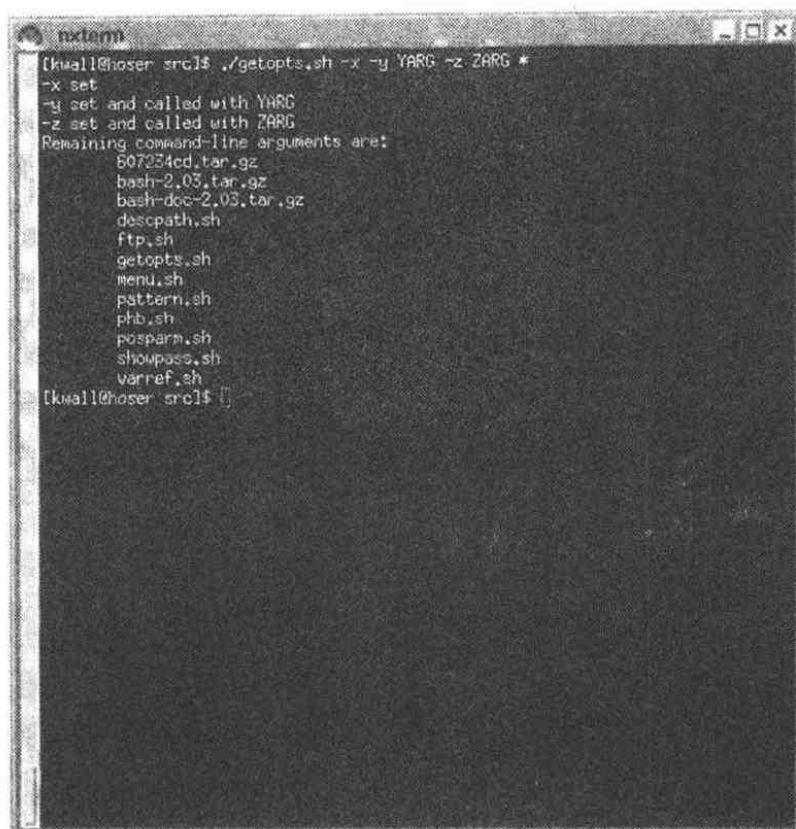 nxterm
[kwall@hoser src]$ ./getopts.sh -x -y YARG -z ZARG *
-x set
-y set and called with YARG
-z set and called with ZARG
Remaining command-line arguments are:
607234cd.tar.gz
bash-2.03.tar.gz
bash-doc-2.03.tar.gz
descpath.sh
ftp.sh
getopts.sh
menu.sh
pattern.sh
phb.sh
posparm.sh
showpass.sh
varref.sh
[kwall@hoser src]$